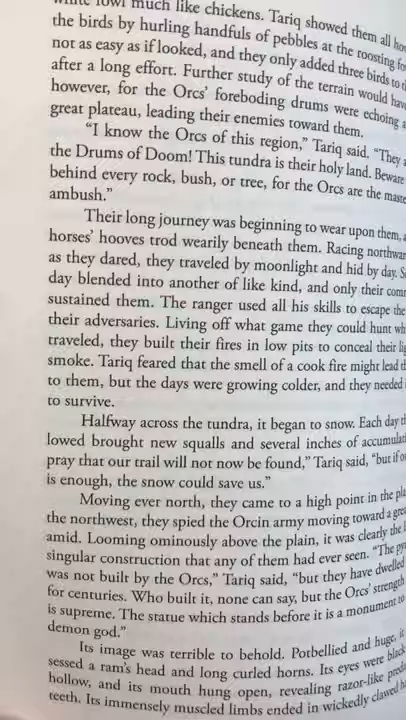 white fowl much like chickens. Tariq showed them all
the birds by hurling handfuls of pebbles at the roosting
not as easy as if looked, and they only added three birds to
after a long effort. Further study of the terrain would
however, for the Orcs' foreboding drums were echoing
great plateau, leading their enemies toward them.
"I know the Orcs of this region," Tariq said. "They
the Drums of Doom! This tundra is their holy land. Beware
behind every rock, bush, or tree, for the Orcs are the
ambush."
Their long journey was beginning to wear upon them,
horses' hooves trod wearily beneath them. Racing
as they dared, they traveled by moonlight and hid by day.
day blended into another of like kind, and only their
sustained them. The ranger used all his skills to escape the
their adversaries. Living off what game they could hunt
traveled, they built their fires in low pits to conceal their
smoke. Tariq feared that the smell of a cook fire might lead
to them, but the days were growing colder, and they needed
to survive.
Halfway across the tundra, it began to snow. Each day
lowed brought new squalls and several inches of
pray that our trail will not now be found," Tariq said, "but if
is enough, the snow could save us."
Moving ever north, they came to a high point in the
the northwest, they spied the Orcin army moving toward a
amid. Looming ominously above the plain, it was clearly the
singular construction that any of them had ever seen. "The
was not built by the Orcs," Tariq said, "but they have dwelled
for centuries. Who built it, none can say, but the Orcs' strength
is supreme. The statue which stands before it is a monument to
demon god."
Its image was terrible to behold. Potbellied and huge, it
sessed a ram's head and long curled horns. Its eyes were black
hollow, and its mouth hung open, revealing razor-like
teeth. Its immensely muscled limbs ended in wickedly clawed